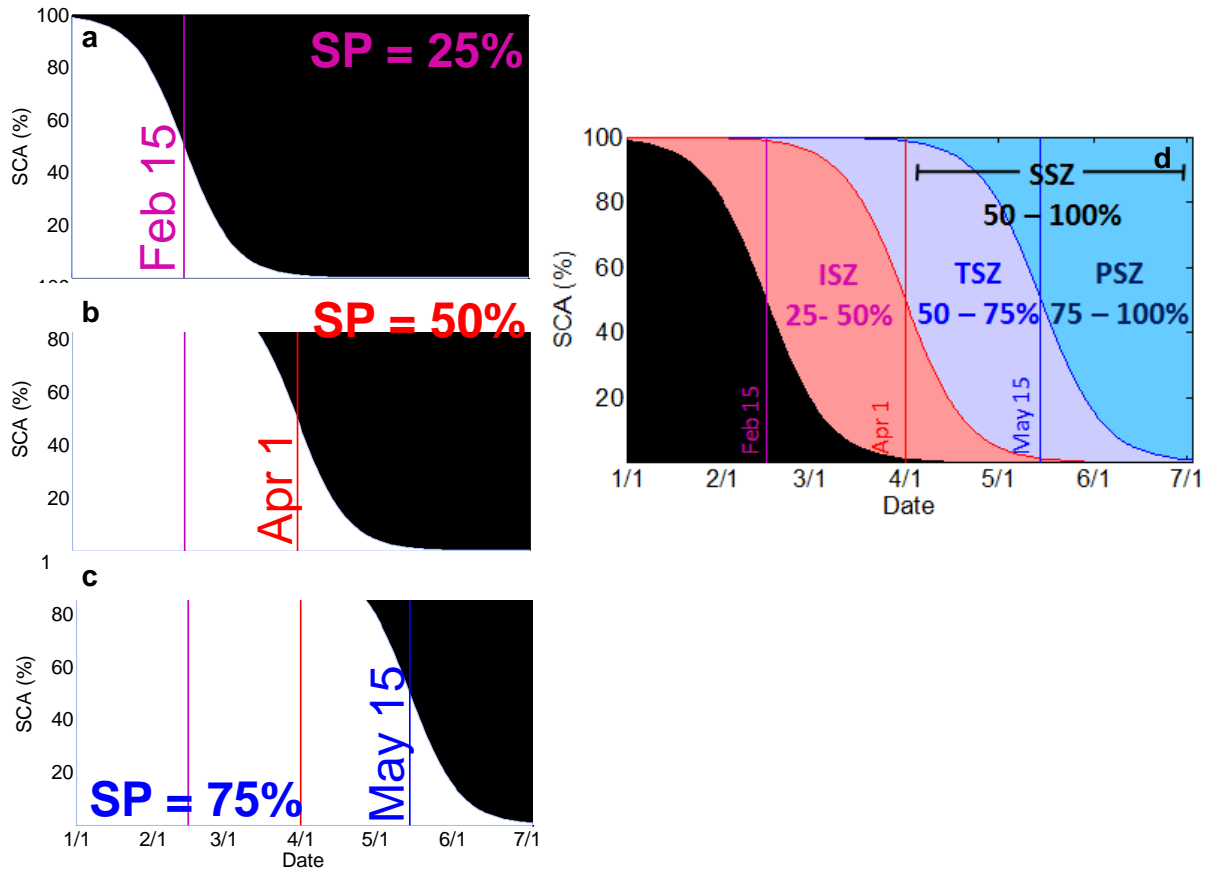 a
SP = 25%
100
80
60
40
20
SCA (%)
Feb 15
b
SP = 50%
80
60
40
20
SCA (%)
Apr 1
1
c
80
60
40
20
SCA (%)
May 15
SP = 75%
1/1 2/1 3/1 4/1 5/1 6/1 7/1
Date
d
100
80
60
40
20
SCA (%)
SSZ
50 – 100%
ISZ
25- 50%
TSZ
50 – 75%
PSZ
75 – 100%
Feb 15
Apr 1
May 15
1/1 2/1 3/1 4/1 5/1 6/1 7/1
Date